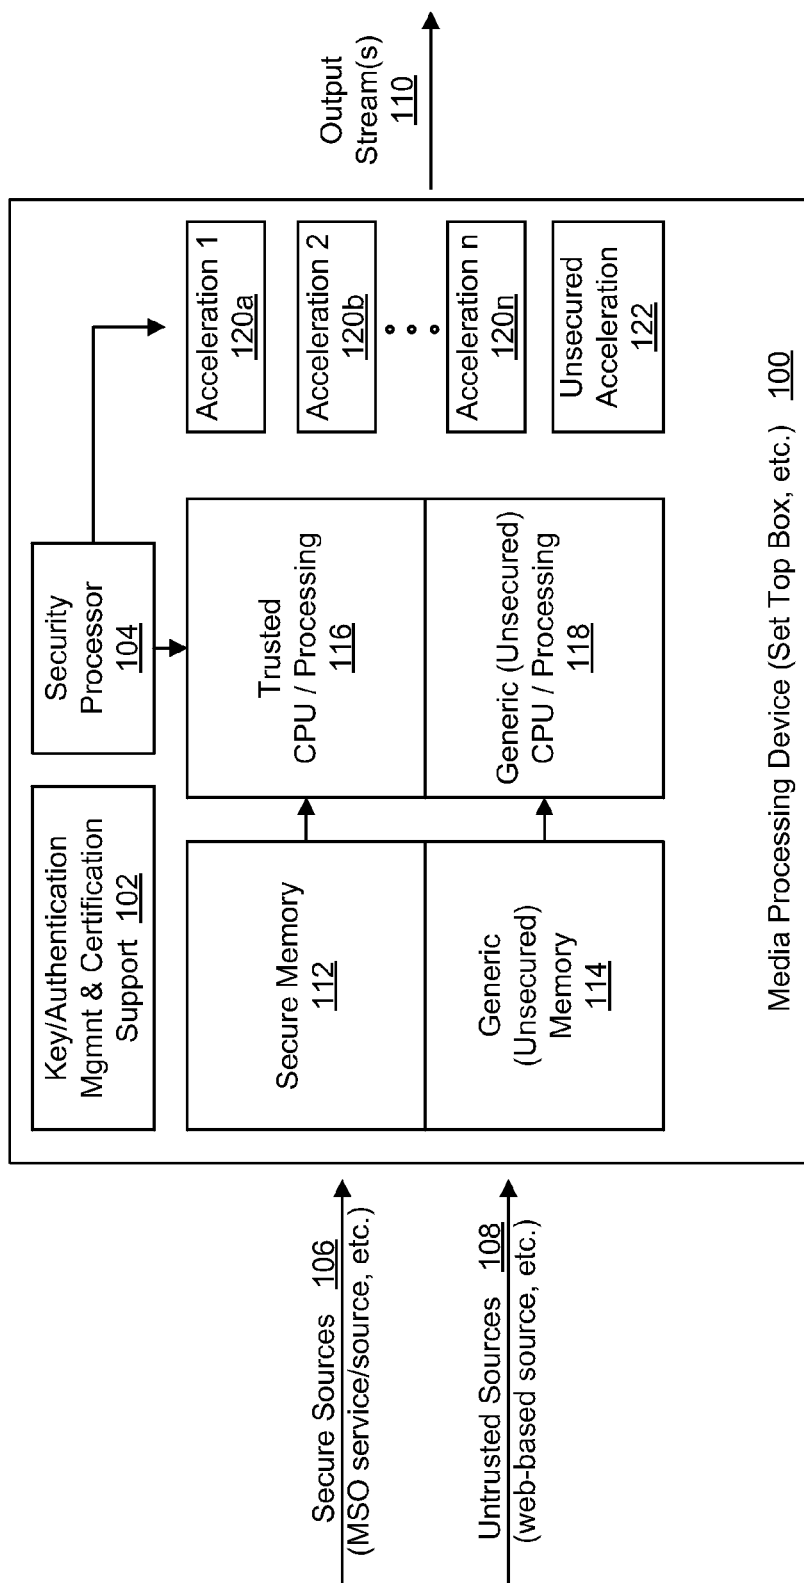 Secure Sources 106
(MSO service/source, etc.)
Untrusted Sources 108
(web-based source, etc.)
Key/Authentication
Mgmnt & Certification
Support 102
Security
Processor
104
Secure Memory
112
Generic
(Unsecured)
Memory
114
Trusted
CPU / Processing
116
Generic (Unsecured)
CPU / Processing
118
Acceleration 1
120a
Acceleration 2
120b
Acceleration n
120n
Unsecured
Acceleration
122
Media Processing Device (Set Top Box, etc.) 100
Output
Stream(s)
110